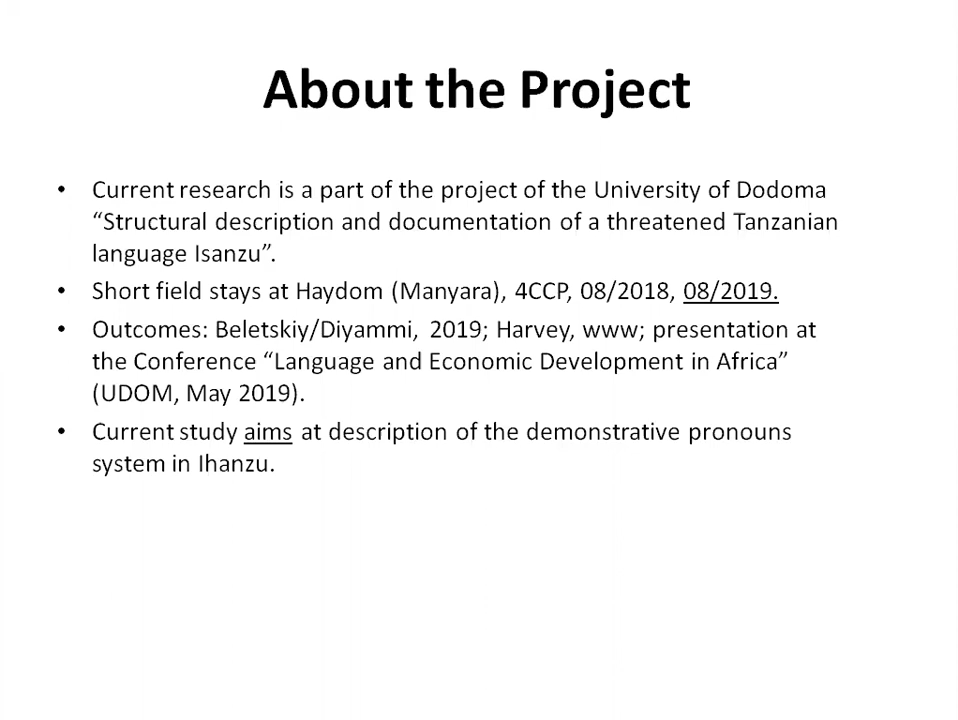 About the Project
• Current research is a part of the project of the University of Dodoma
“Structural description and documentation of a threatened Tanzanian
language Isanzu”.
• Short field stays at Haydom (Manyara), 4CCP, 08/2018, 08/2019.
• Outcomes: Beletskiy/Diyammi, 2019; Harvey, www; presentation at
the Conference “Language and Economic Development in Africa”
(UDOM, May 2019).
• Current study aims at description of the demonstrative pronouns
system in Ihanzu.